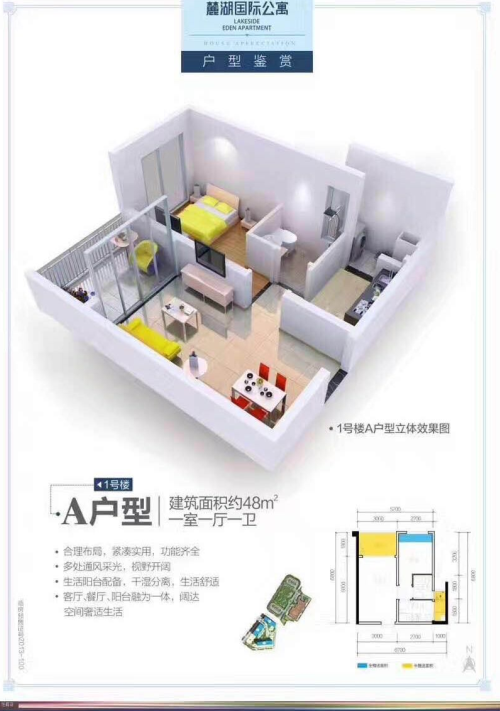 麓湖国际公寓
LAKESIDE
EDEN APARTMENT
HOUSE APPRECIATION
户型鉴赏
• 1号楼A户型立体效果图
1号楼
A户型
建筑面积约48m²
一室一厅一卫
• 合理布局，紧凑实用，功能齐全
• 多处通风采光，视野开阔
• 生活阳台配备、干湿分离，生活舒适
• 客厅、餐厅、阳台融为一体，阔达
空间奢适生活
5700
3000
2700
3000
2700
1000
6700
N